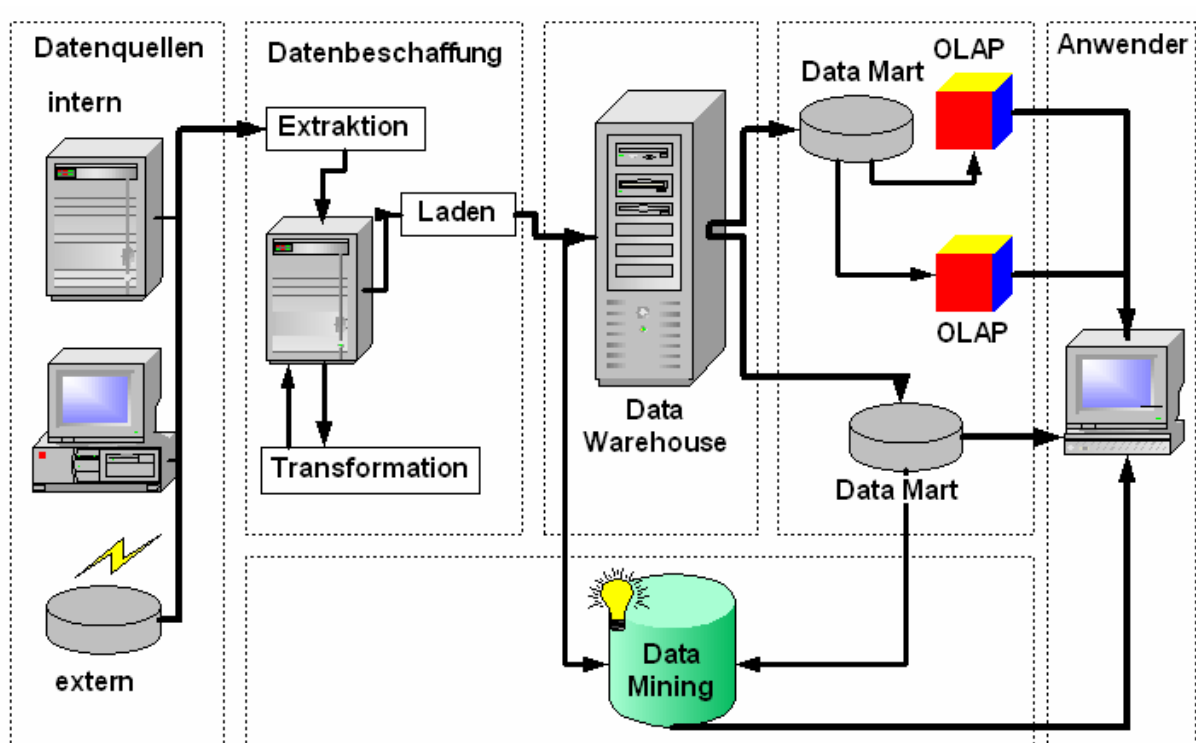 Datenquellen
intern
extern
Datenbeschaffung
Extraktion
Laden
Transformation
Data
Warehouse
Data Mart
OLAP
OLAP
Data Mart
Anwender
Data
Mining